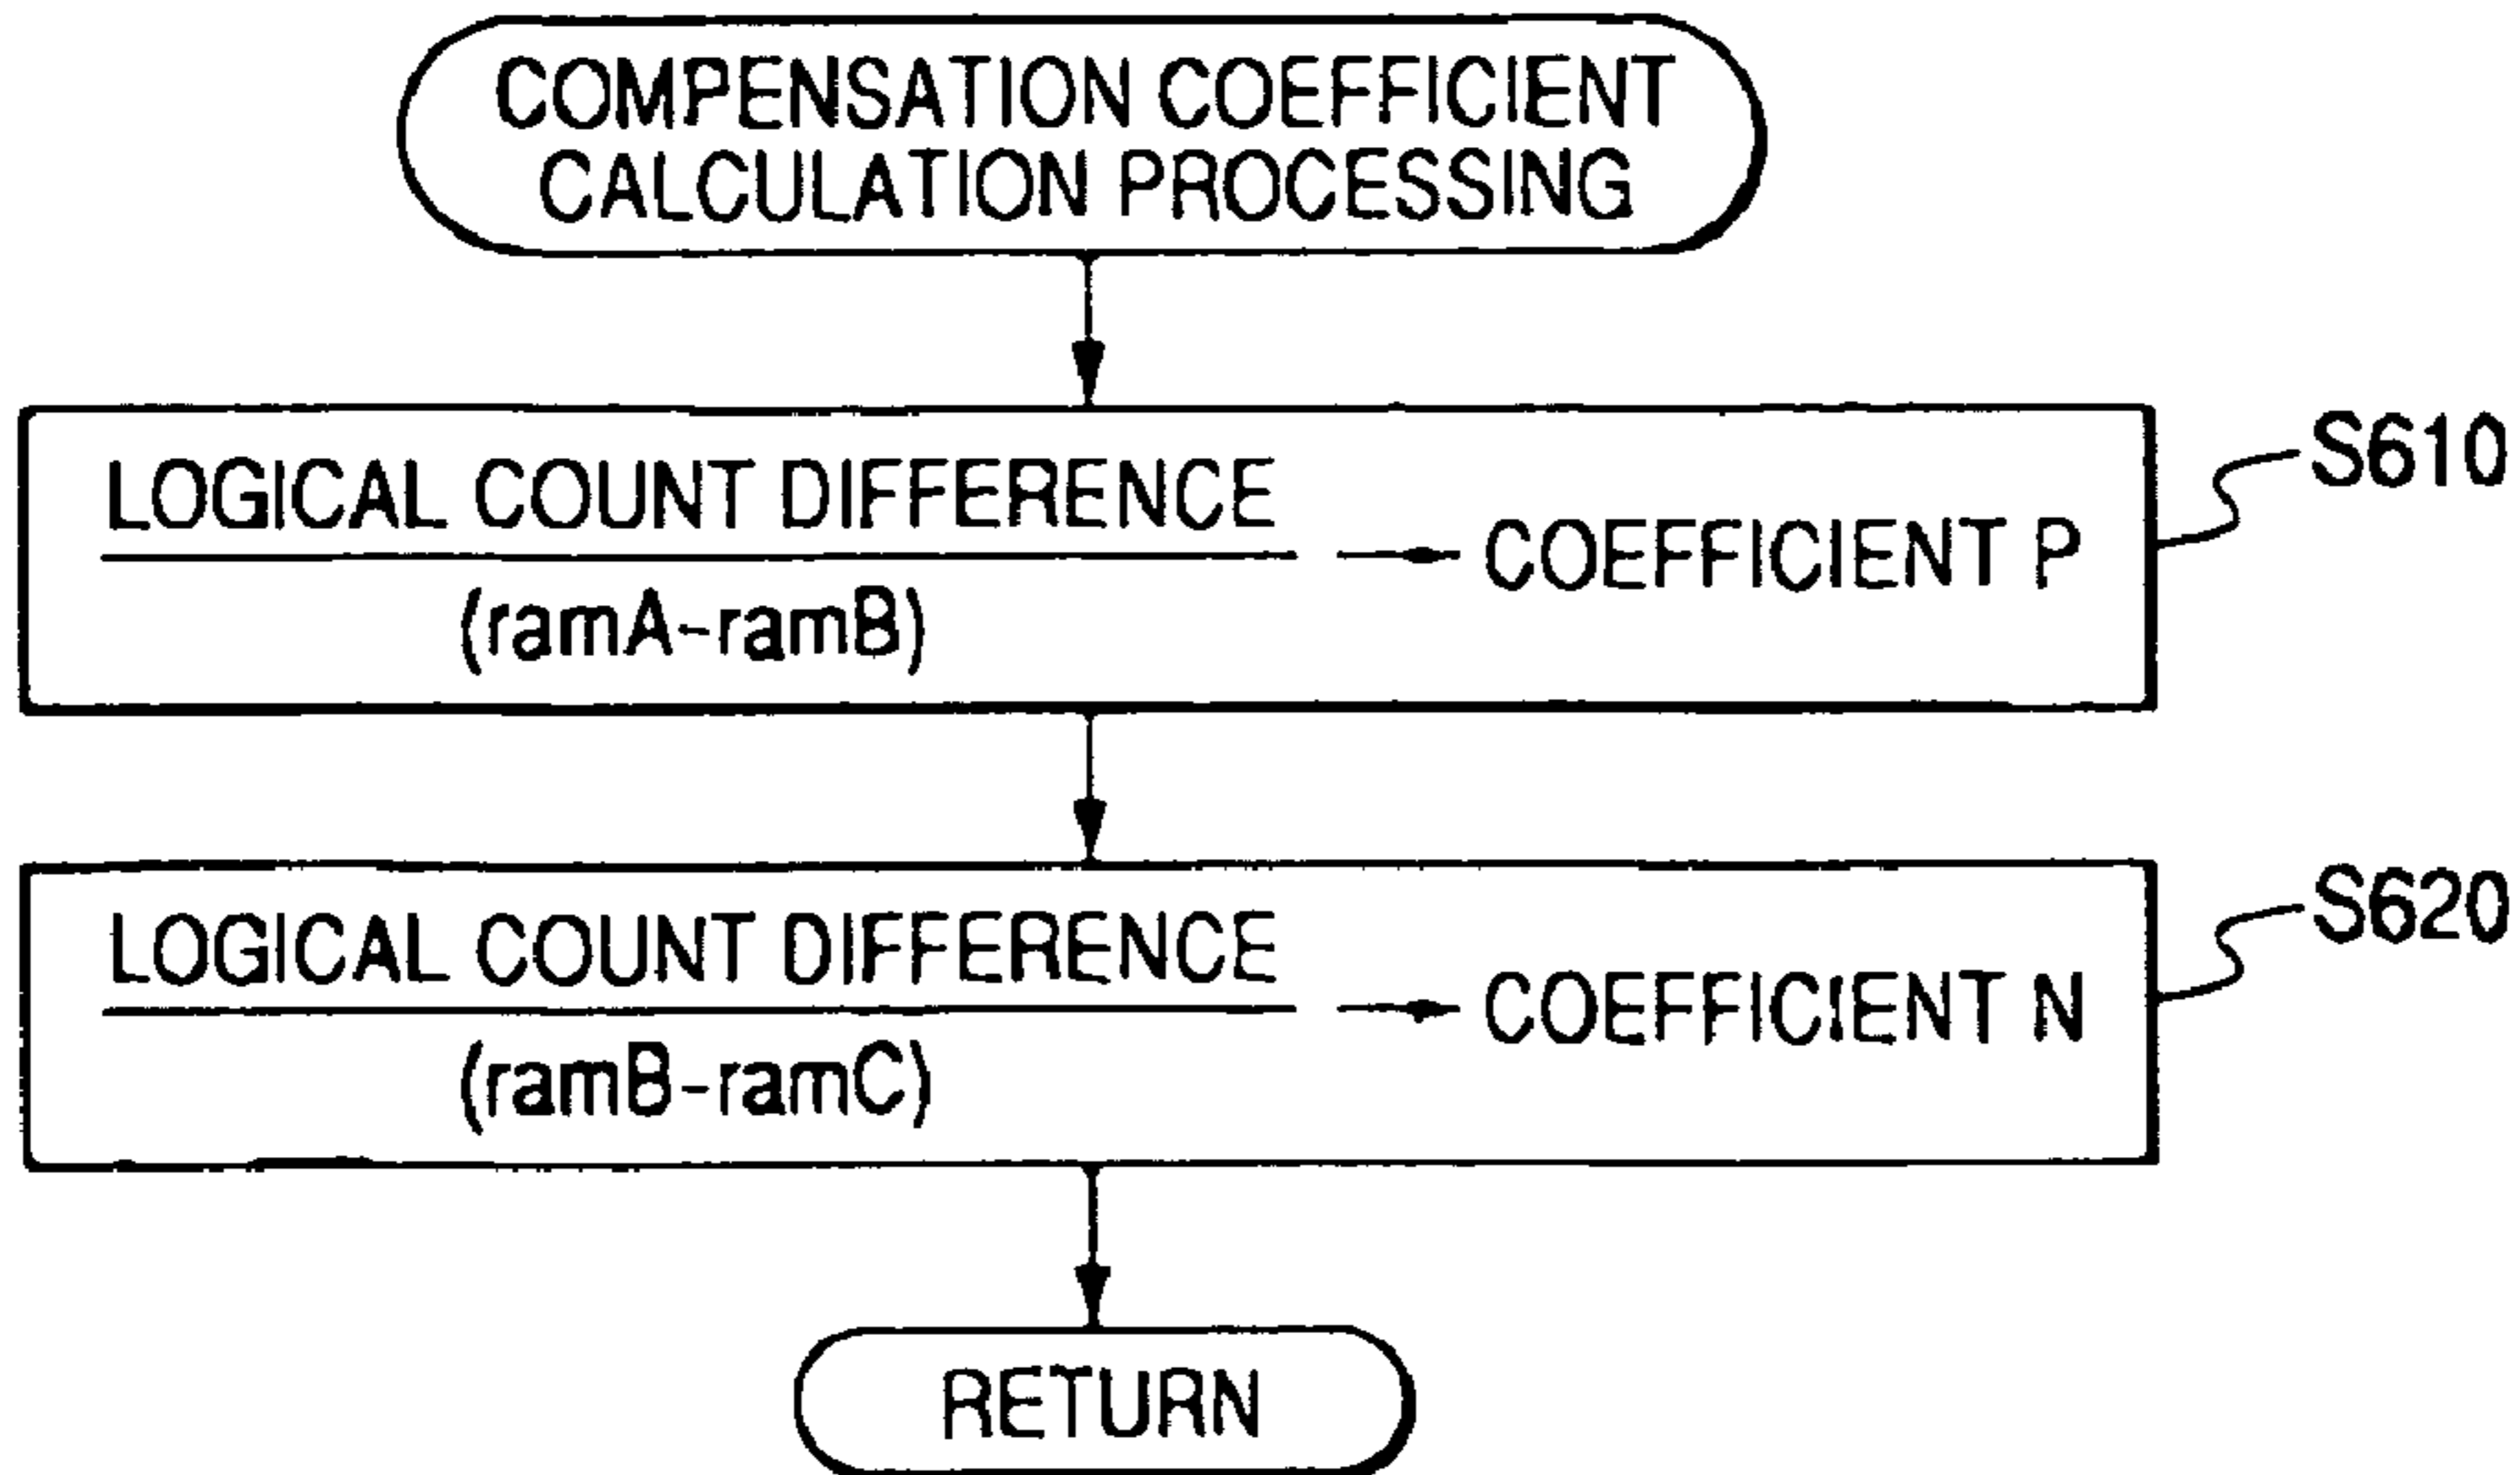 COMPENSATION COEFFICIENT
CALCULATION PROCESSING
LOGICAL COUNT DIFFERENCE
(ramA-ramB)
COEFFICIENT P
S610
LOGICAL COUNT DIFFERENCE
(ramB-ramC)
COEFFICIENT N
S620
RETURN